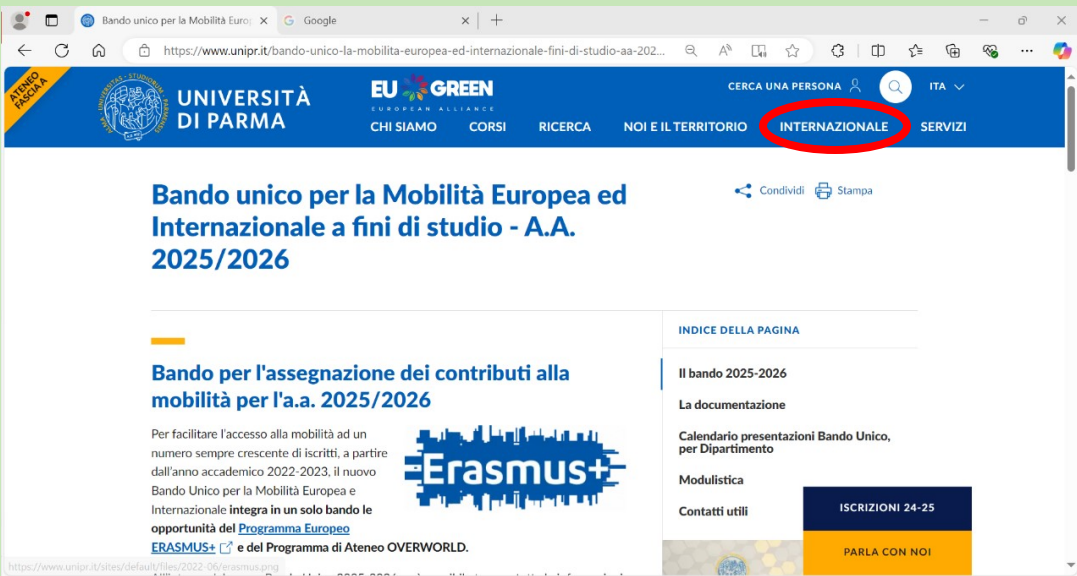 Bando unico per la Mobilità Euro
Google
https://www.unipr.it/bando-unico-la-mobilita-europea-ed-internazionale-fini-di-studio-aa-202...
ATENEO
FASCIA A
UNIVERSITÀ
DI PARMA
EU GREEN
EUROPEAN ALLIANCE
CERCA UNA PERSONA
ITA
CHI SIAMO CORSI RICERCA NOI E IL TERRITORIO INTERNAZIONALE SERVIZI
Bando unico per la Mobilità Europea ed
Internazionale a fini di studio - A.A.
2025/2026
Condividi Stampa
Bando per l'assegnazione dei contributi alla
mobilità per l'a.a. 2025/2026
Per facilitare l'accesso alla mobilità ad un
numero sempre crescente di iscritti, a partire
dall'anno accademico 2022-2023, il nuovo
Bando Unico per la Mobilità Europea e
Internazionale integra in un solo bando le
opportunità del Programma Europeo
ERASMUS+ e del Programma di Ateneo OVERWORLD.
Erasmus+
INDICE DELLA PAGINA
Il bando 2025-2026
La documentazione
Calendario presentazioni Bando Unico,
per Dipartimento
Modulistica
Contatti utili
ISCRIZIONI 24-25
PARLA CON NOI
https://www.unipr.it/sites/default/files/2022-06/erasmus.png